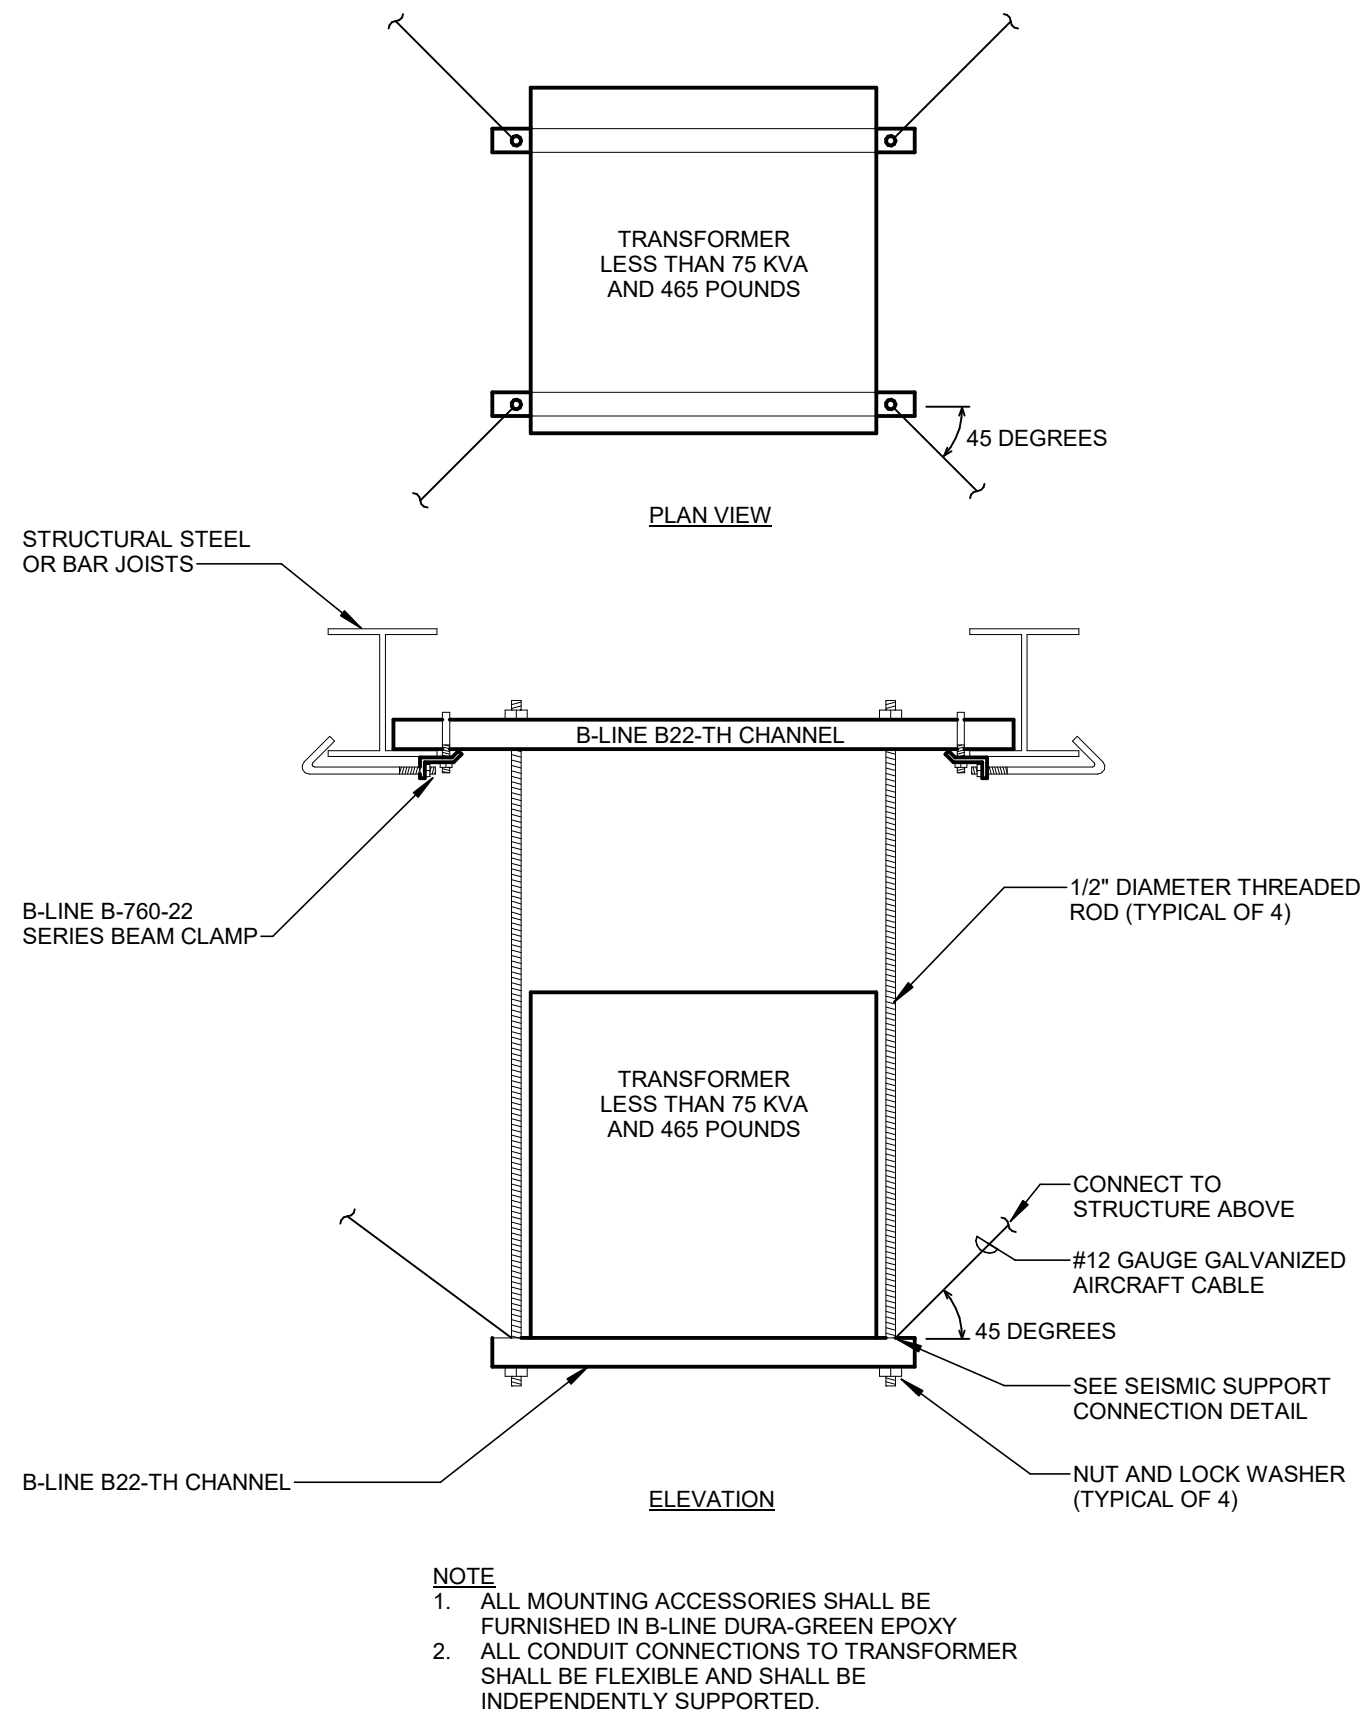 TRANSFORMER
LESS THAN 75 KVA
AND 465 POUNDS
45 DEGREES
PLAN VIEW
STRUCTURAL STEEL
OR BAR JOISTS
B-LINE B22-TH CHANNEL
B-LINE B-760-22
SERIES BEAM CLAMP
1/2" DIAMETER THREADED
ROD (TYPICAL OF 4)
TRANSFORMER
LESS THAN 75 KVA
AND 465 POUNDS
CONNECT TO
STRUCTURE ABOVE
#12 GAUGE GALVANIZED
AIRCRAFT CABLE
45 DEGREES
SEE SEISMIC SUPPORT
CONNECTION DETAIL
B-LINE B22-TH CHANNEL
NUT AND LOCK WASHER
(TYPICAL OF 4)
ELEVATION
NOTE
1. ALL MOUNTING ACCESSORIES SHALL BE
FURNISHED IN B-LINE DURA-GREEN EPOXY
2. ALL CONDUIT CONNECTIONS TO TRANSFORMER
SHALL BE FLEXIBLE AND SHALL BE
INDEPENDENTLY SUPPORTED.